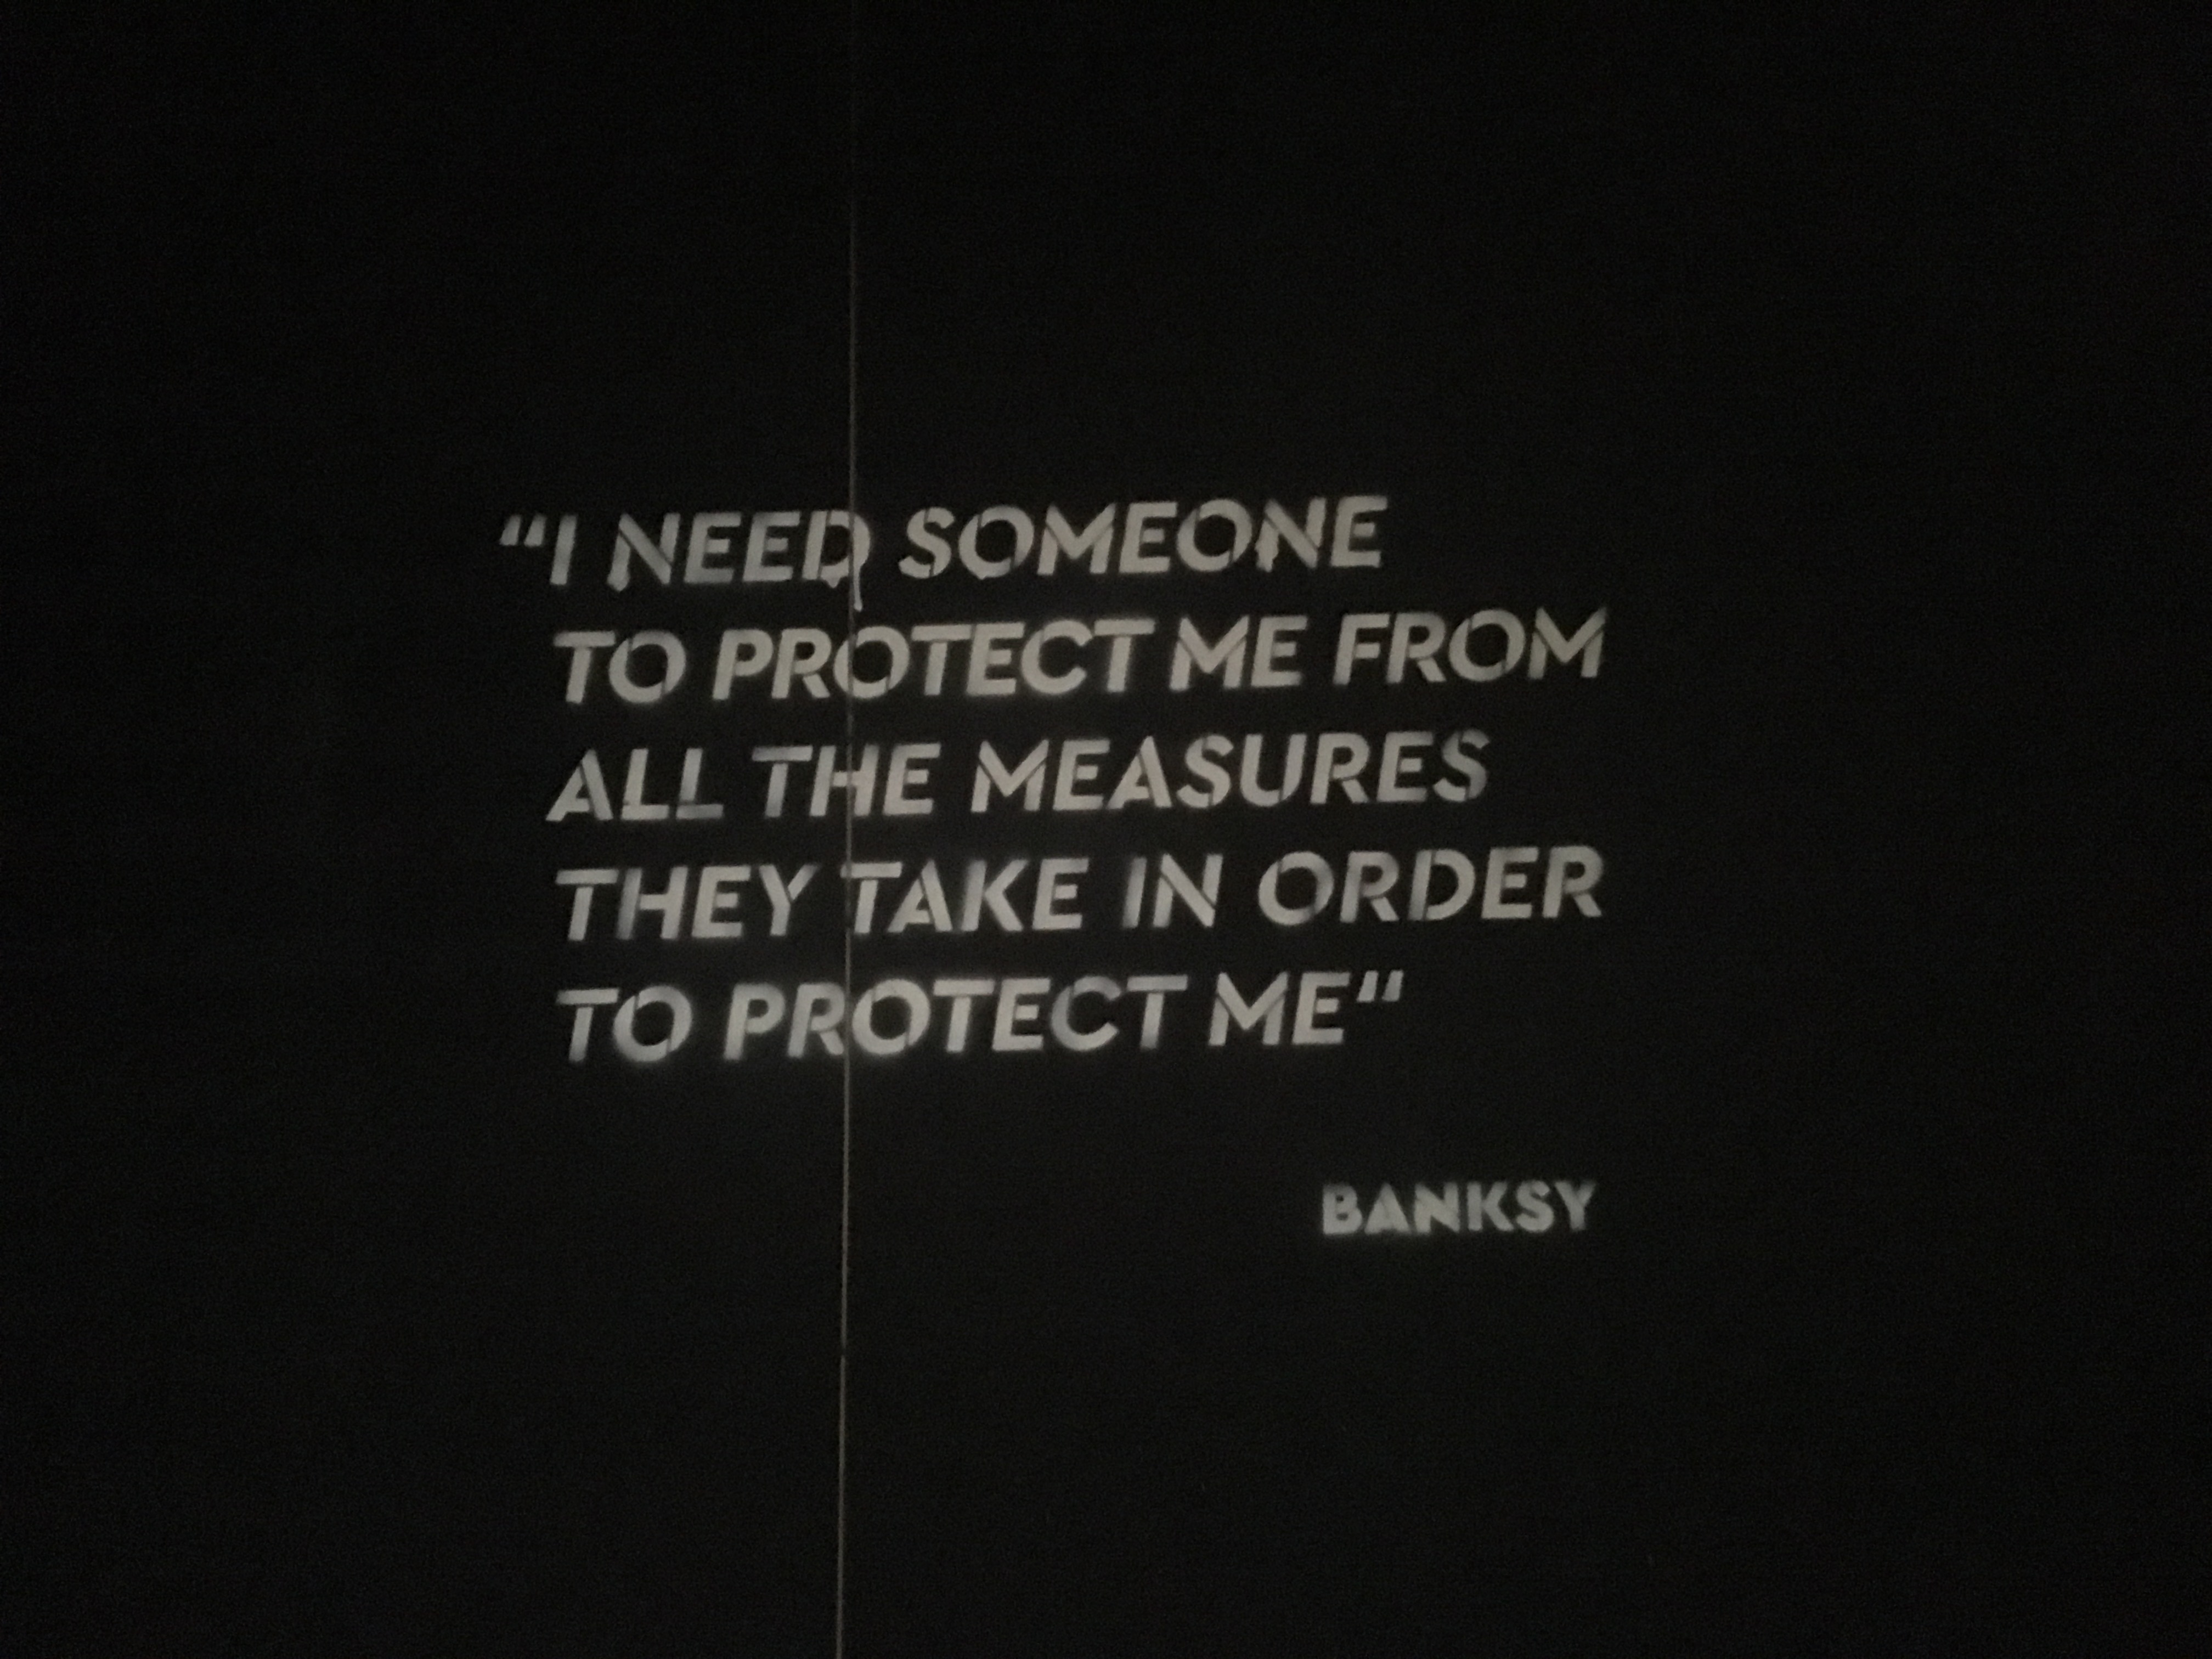 “I NEED SOMEONE
TO PROTECT ME FROM
ALL THE MEASURES
THEY TAKE IN ORDER
TO PROTECT ME“
BANKSY